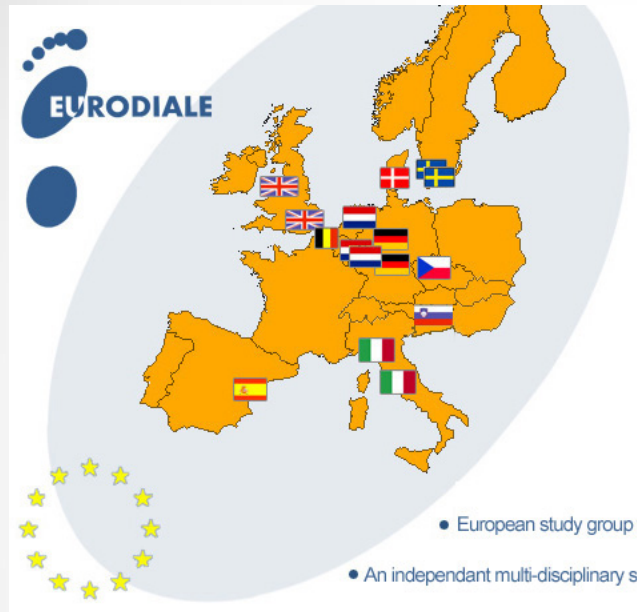 EURODIALE
• European study group
• An independant multi-disciplinary s